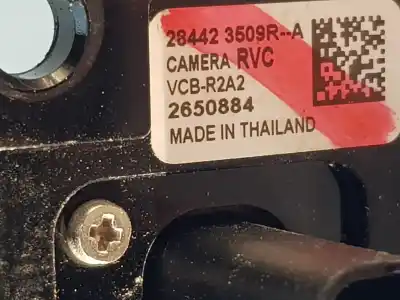 28442 3509R--A
CAMERA RVC
VCB-R2A2
2650884
MADE IN THAILAND